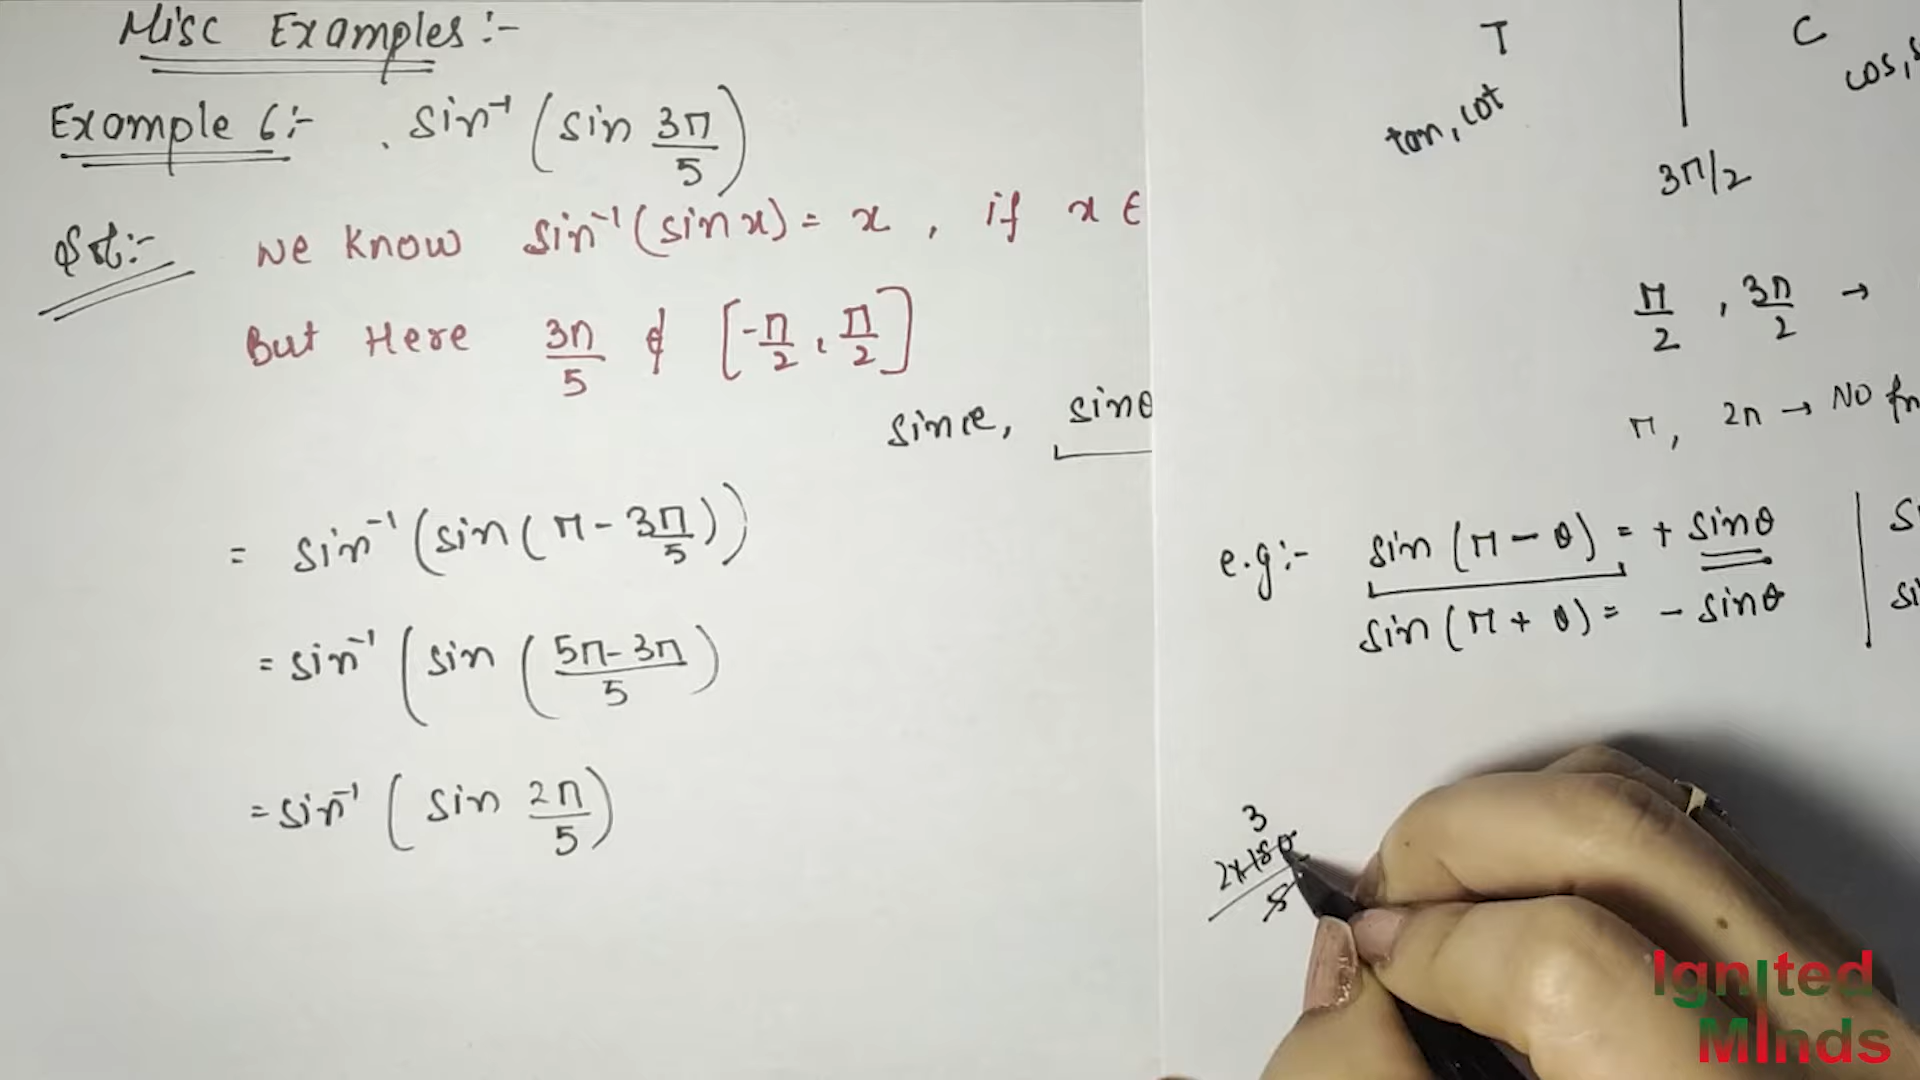 Misc Examples:-
Example 6:- . sin⁻¹ (sin 3π/5)
Sol:- We know sin⁻¹(sin x) = x , if x ∈
But Here 3π/5 ∉ [-π/2, π/2]
since, sinθ
= sin⁻¹(sin(π - 3π/5))
= sin⁻¹(sin(5π-3π/5)
= sin⁻¹(sin 2π/5)
T C
tan, cot cos, s
3π/2
π/2 , 3π/2 →
π, 2π → NO fn
e.g:- sin(π - θ) = + sinθ
sin(π + θ) = - sinθ
3
2×180
5
Ignited
Minds